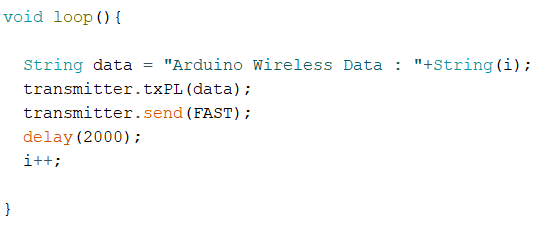 void loop(){
String data = "Arduino Wireless Data : "+String(i);
transmitter.txPL(data);
transmitter.send(FAST);
delay(2000);
i++;
}